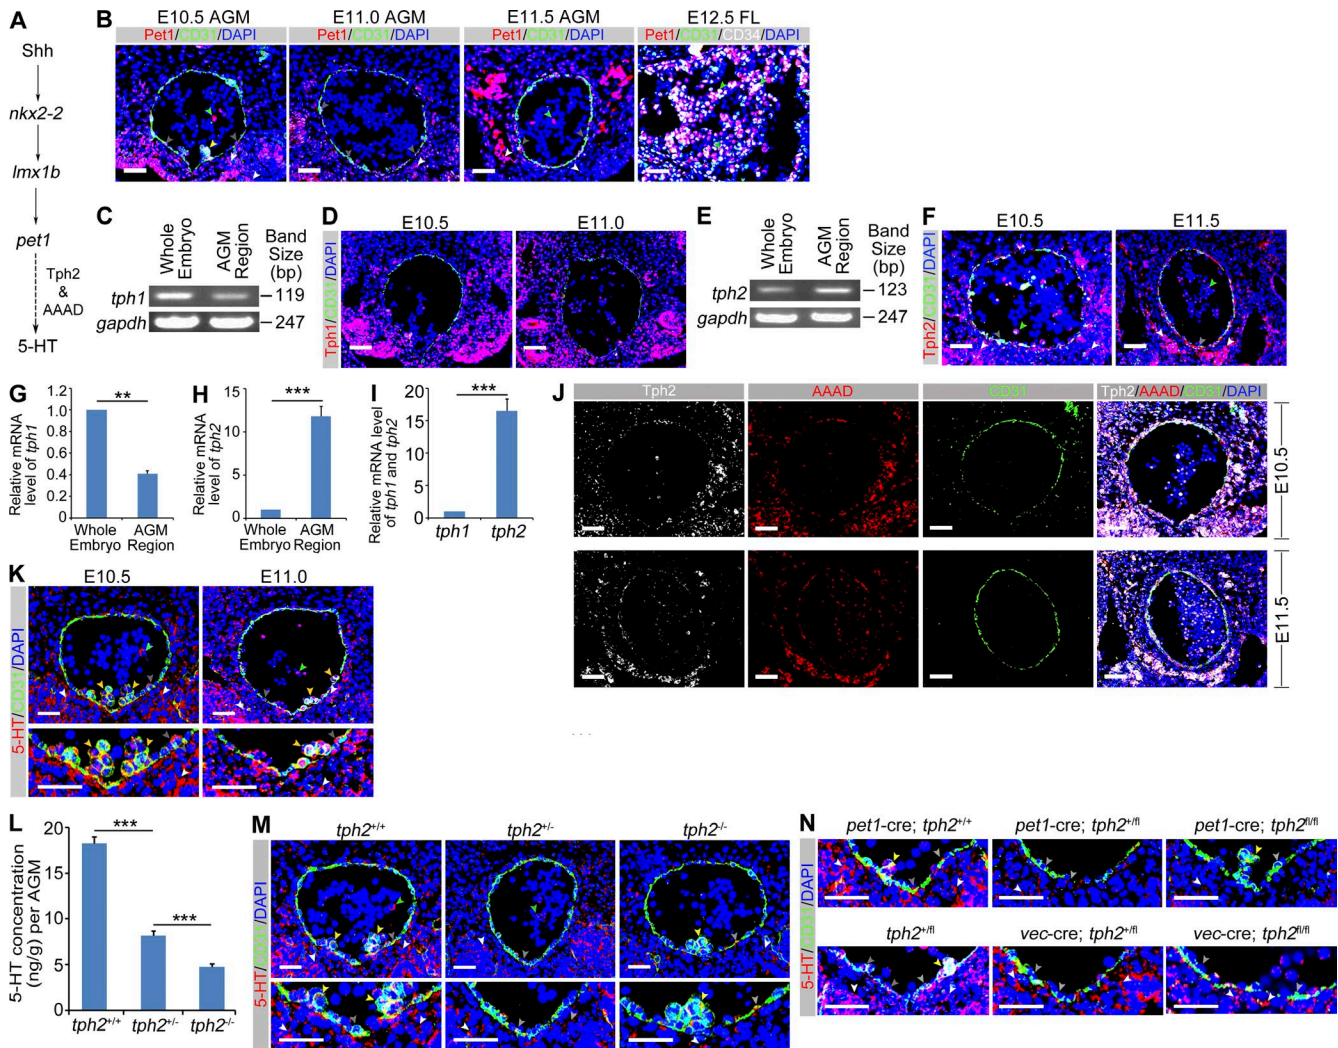 A
Shh
nkx2-2
lmx1b
pet1
Tph2
&
AAAD
5-HT
B
E10.5 AGM
E11.0 AGM
E11.5 AGM
E12.5 FL
Pet1/CD31/DAPI
Pet1/CD31/DAPI
Pet1/CD31/DAPI
Pet1/CD31/CD34/DAPI
C
Whole
Embryo
AGM
Region
Band
Size
(bp)
tph1
119
gapdh
247
D
E10.5
E11.0
Tph1/CD31/DAPI
E
Whole
Embryo
AGM
Region
Band
Size
(bp)
tph2
123
gapdh
247
F
E10.5
E11.5
Tph2/CD31/DAPI
G
Relative mRNA
level of tph1
1.2
1.0
0.8
0.6
0.4
0.2
0
**
Whole
Embryo
AGM
Region
H
Relative mRNA
level of tph2
15
12
9
6
3
0
***
Whole
Embryo
AGM
Region
I
Relative mRNA level
of tph1 and tph2
20
15
10
5
0
***
tph1
tph2
J
Tph2
AAAD
CD31
Tph2/AAAD/CD31/DAPI
E10.5
E11.5
K
E10.5
E11.0
5-HT/CD31/DAPI
L
5-HT concentration
(ng/g) per AGM
20
15
10
5
0
***
***
tph2+/+
tph2+/-
tph2-/-
M
tph2+/+
tph2+/-
tph2-/-
5-HT/CD31/DAPI
N
pet1-cre; tph2+/+
pet1-cre; tph2+/fl
pet1-cre; tph2fl/fl
tph2+/fl
vec-cre; tph2+/fl
vec-cre; tph2fl/fl
5-HT/CD31/DAPI